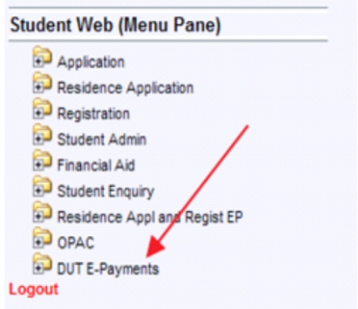 Student Web (Menu Pane)
Application
Residence Application
Registration
Student Admin
Financial Aid
Student Enquiry
Residence Appl and Regist EP
OPAC
DUT E-Payments
Logout